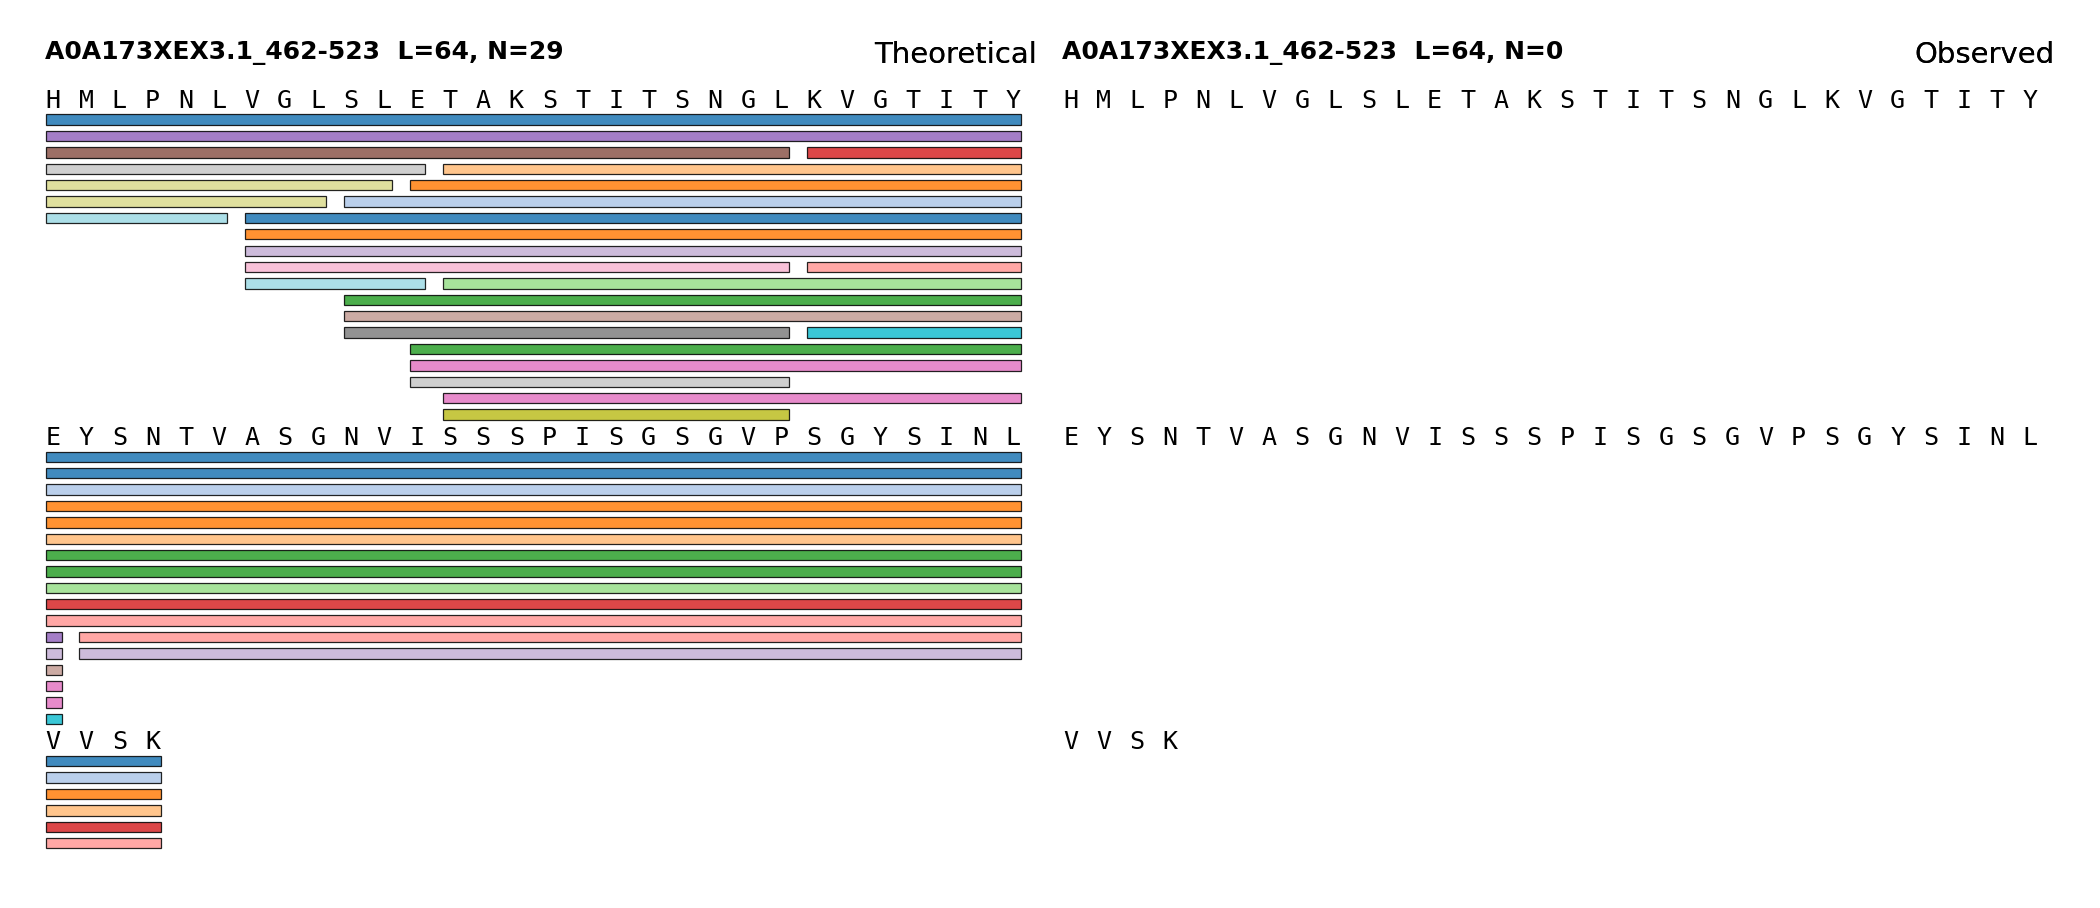 A0A173XEX3.1_462-523 L=64, N=29 Theoretical
H M L P N L V G L S L E T A K S T I T S N G L K V G T I T Y
E Y S N T V A S G N V I S S S P I S G S G V P S G Y S I N L
V V S K
A0A173XEX3.1_462-523 L=64, N=0 Observed
H M L P N L V G L S L E T A K S T I T S N G L K V G T I T Y
E Y S N T V A S G N V I S S S P I S G S G V P S G Y S I N L
V V S K